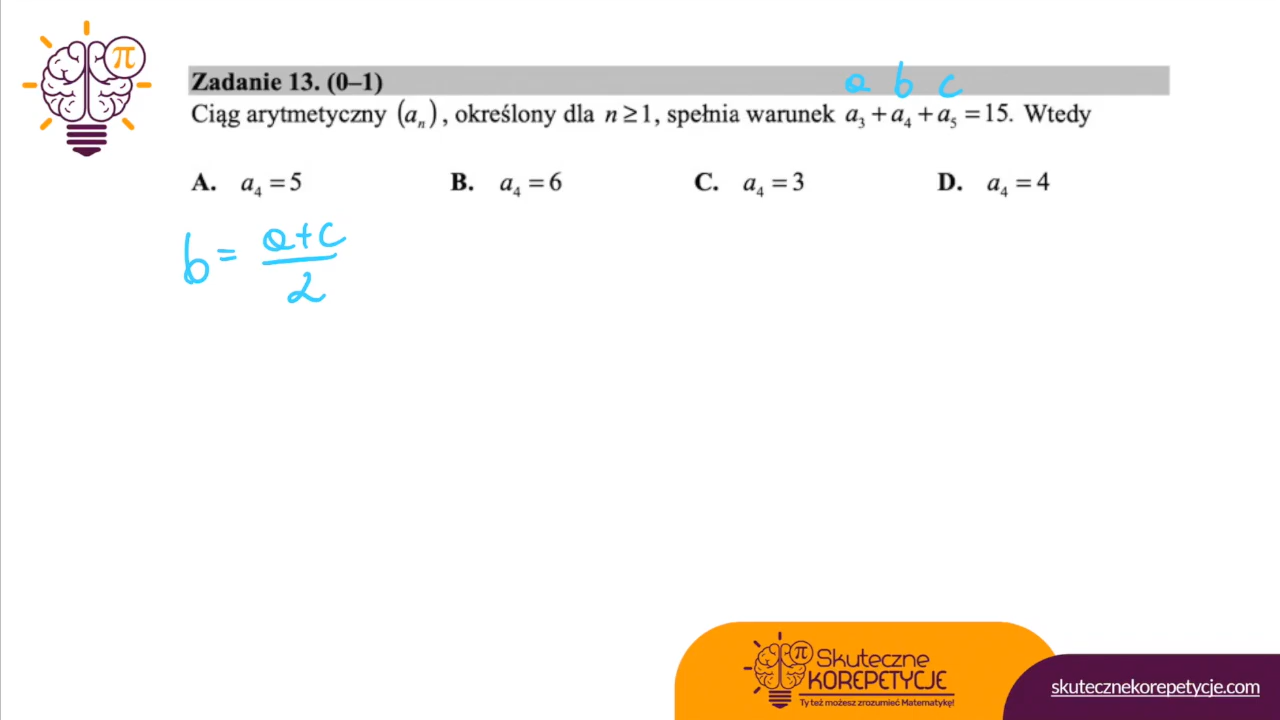 π
a b c
Zadanie 13. (0–1)
Ciąg arytmetyczny (aₙ), określony dla n ≥ 1, spełnia warunek a₃ + a₄ + a₅ = 15. Wtedy
A. a₄ = 5 B. a₄ = 6 C. a₄ = 3 D. a₄ = 4
b = (a+c)/2
π
Skuteczne
KOREPETYCJE
Ty też możesz zrozumieć Matematykę!
skutecznekorepetycje.com